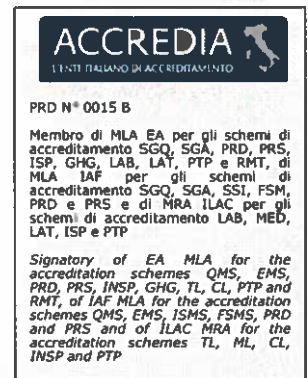 ACCREDIA
L'ENTE ITALIANO DI ACCREDITAMENTO
PRD N° 0015 B
Membro di MLA EA per gli schemi di
accreditamento SGQ, SGA, PRD, PRS,
ISP, GHG, LAB, LAT, PTP e RMT, di
MLA IAF per gli schemi di
accreditamento SGQ, SGA, SSI, FSM,
PRD e PRS e di MRA ILAC per gli
schemi di accreditamento LAB, MED,
LAT, ISP e PTP
Signatory of EA MLA for the
accreditation schemes QMS, EMS,
PRD, PRS, INSP, GHG, TL, CL, PTP and
RMT, of IAF MLA for the accreditation
schemes QMS, EMS, ISMS, FSMS, PRD
and PRS and of ILAC MRA for the
accreditation schemes TL, ML, CL,
INSP and PTP